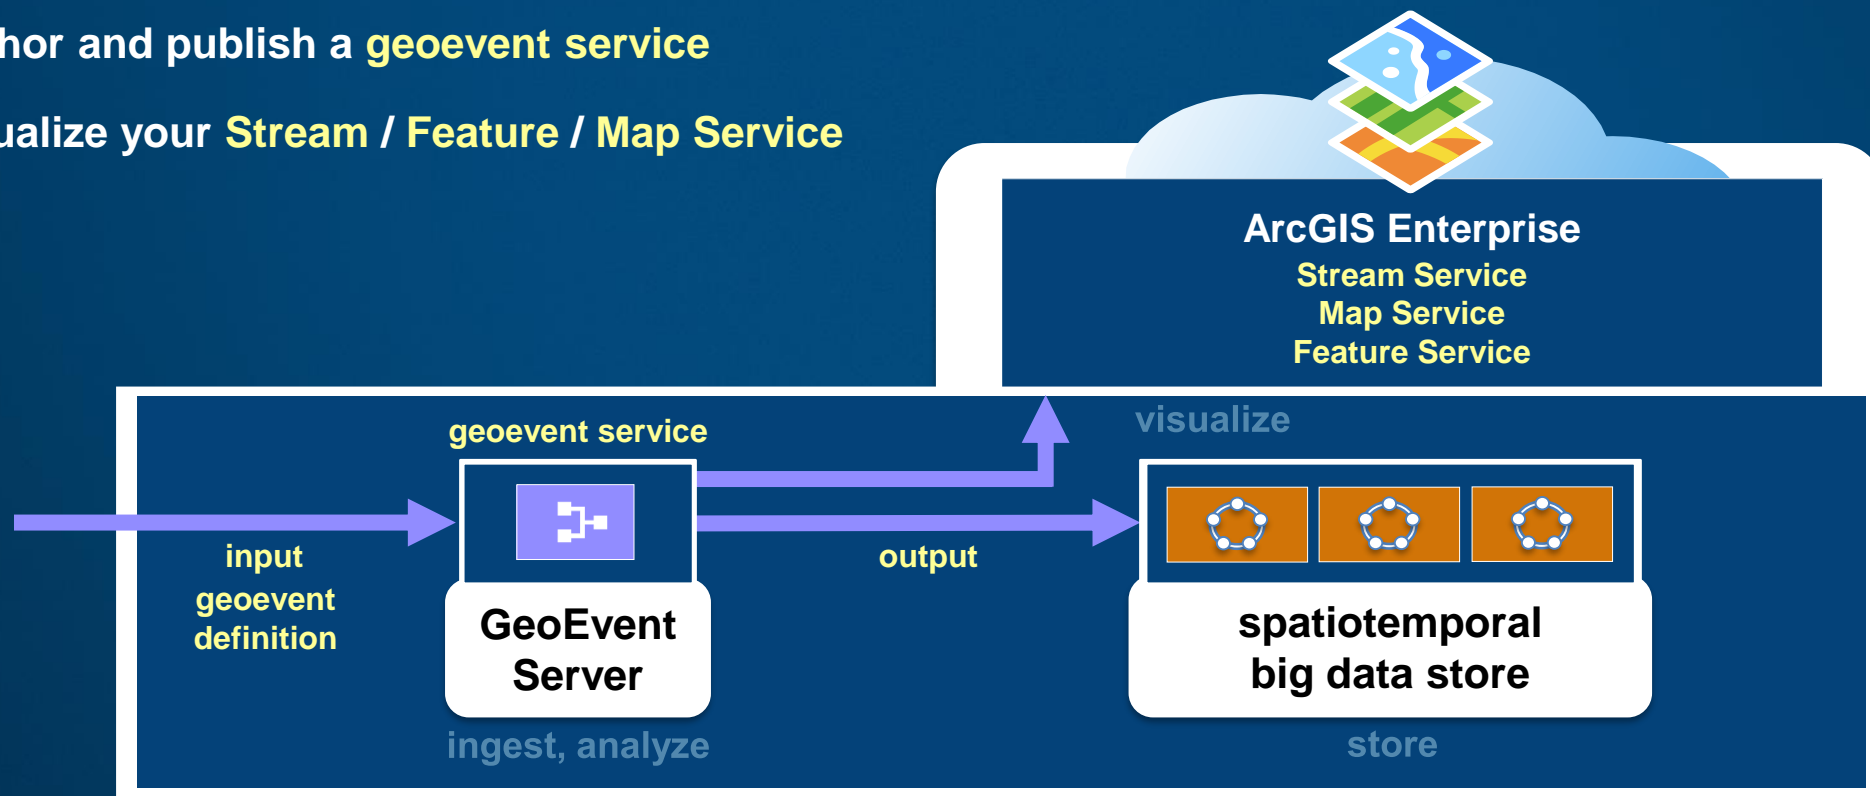 hor and publish a geoevent service
ualize your Stream / Feature / Map Service
ArcGIS Enterprise
Stream Service
Map Service
Feature Service
visualize
geoevent service
input
geoevent
definition
output
GeoEvent
Server
spatiotemporal
big data store
ingest, analyze
store